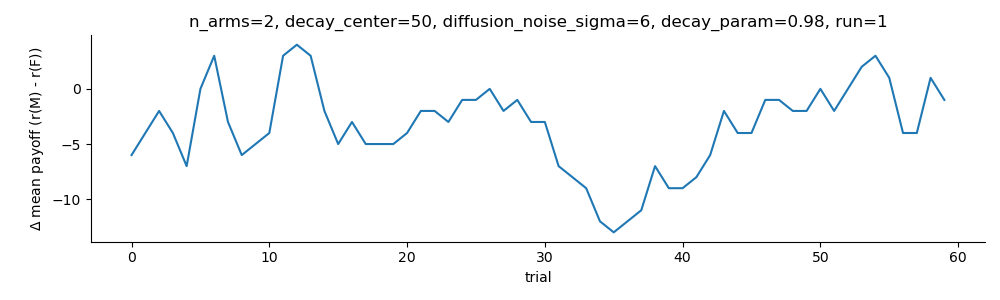 n_arms=2, decay_center=50, diffusion_noise_sigma=6, decay_param=0.98, run=1
Δ mean payoff (r(M) - r(F))
0
−5
−10
0 10 20 30 40 50 60
trial